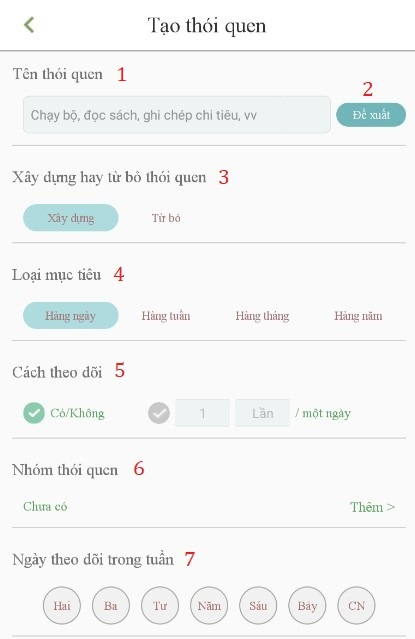 Tạo thói quen
Tên thói quen 1
2
Chạy bộ, đọc sách, ghi chép chi tiêu, vv Đề xuất
Xây dựng hay từ bỏ thói quen 3
Xây dựng Từ bỏ
Loại mục tiêu 4
Hàng ngày Hàng tuần Hàng tháng Hàng năm
Cách theo dõi 5
Có/Không 1 Lần / một ngày
Nhóm thói quen 6
Chưa có Thêm >
Ngày theo dõi trong tuần 7
Hai Ba Tư Năm Sáu Bảy CN